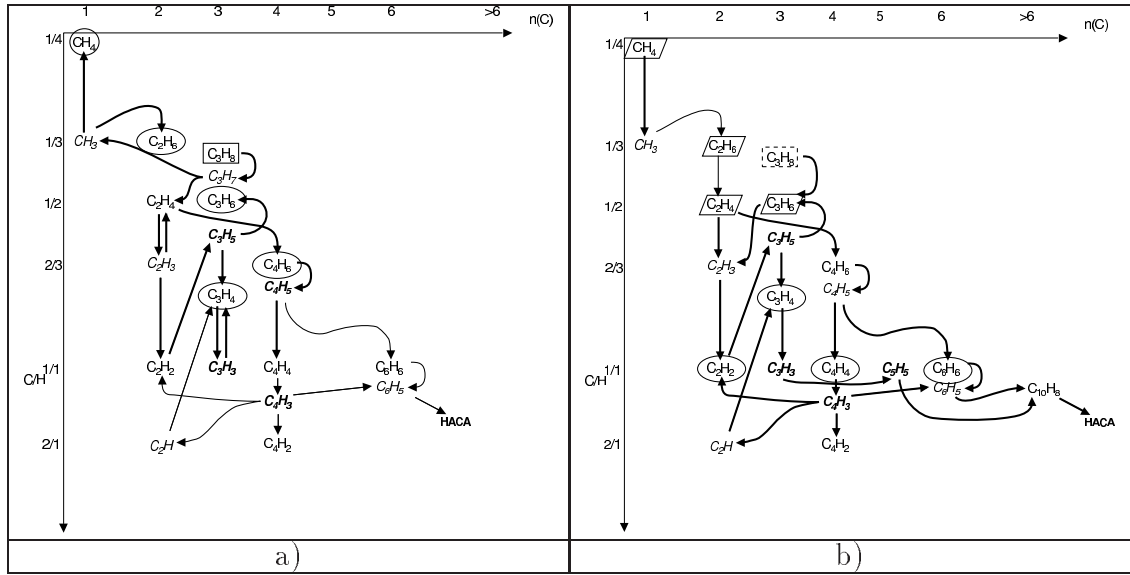 1 2 3 4 5 6 >6
n(C)
1/4 CH4
1/3 CH3 C2H6
C3H8
C3H7
1/2 C2H4 C3H6
C3H5
2/3 C2H3 C4H6
C4H5
C3H4
1/1 C2H2 C3H3 C4H4 C6H6
C/H
C6H5
C4H3
HACA
2/1 C2H C4H2
a)
1 2 3 4 5 6 >6
n(C)
1/4 CH4
1/3 CH3 C2H6
C3H8
1/2 C2H4 C3H6
C3H5
2/3 C2H3 C4H6
C4H5
C3H4
1/1 C2H2 C3H3 C4H4 C5H5 C6H6
C/H
C6H5 C10H8
C4H3
HACA
2/1 C2H C4H2
b)